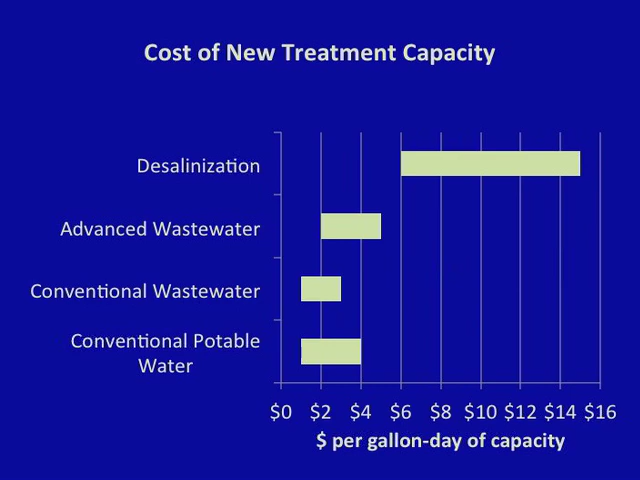 Cost of New Treatment Capacity
Desalinization
Advanced Wastewater
Conventional Wastewater
Conventional Potable
Water
$0 $2 $4 $6 $8 $10 $12 $14 $16
$ per gallon-day of capacity